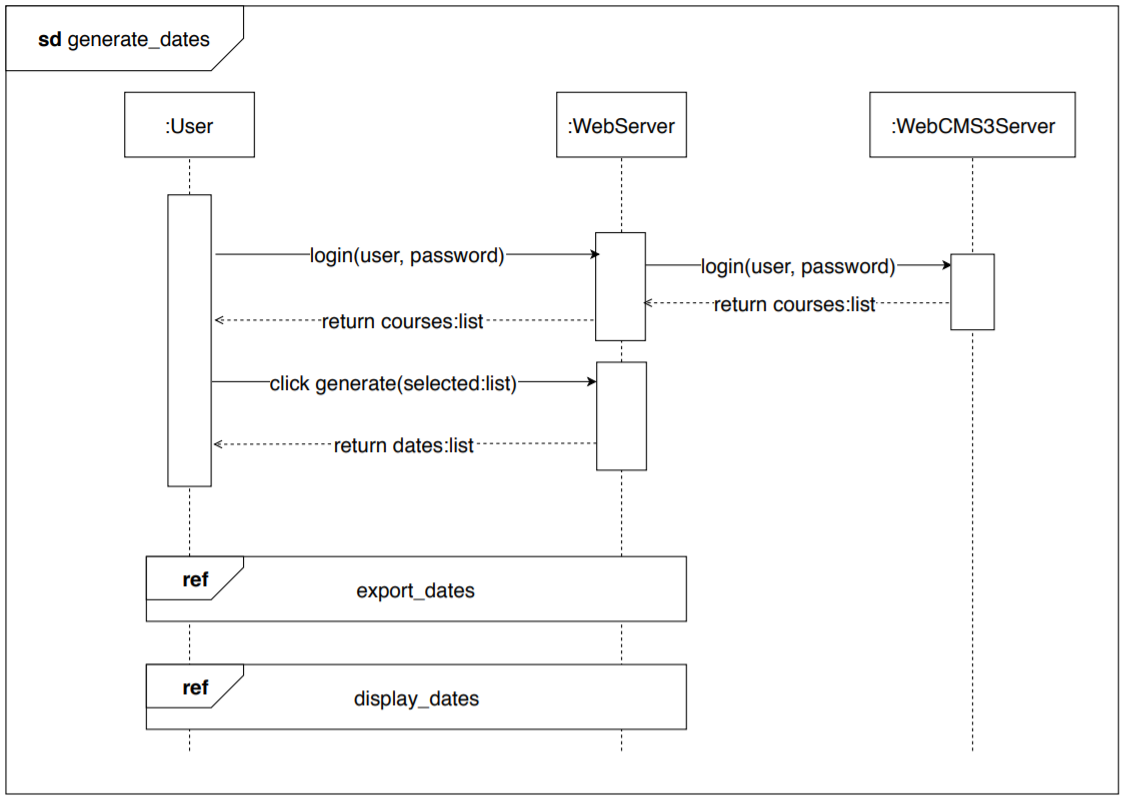 sd generate_dates
:User
:WebServer
:WebCMS3Server
login(user, password)
login(user, password)
return courses:list
return courses:list
click generate(selected:list)
return dates:list
ref
export_dates
ref
display_dates